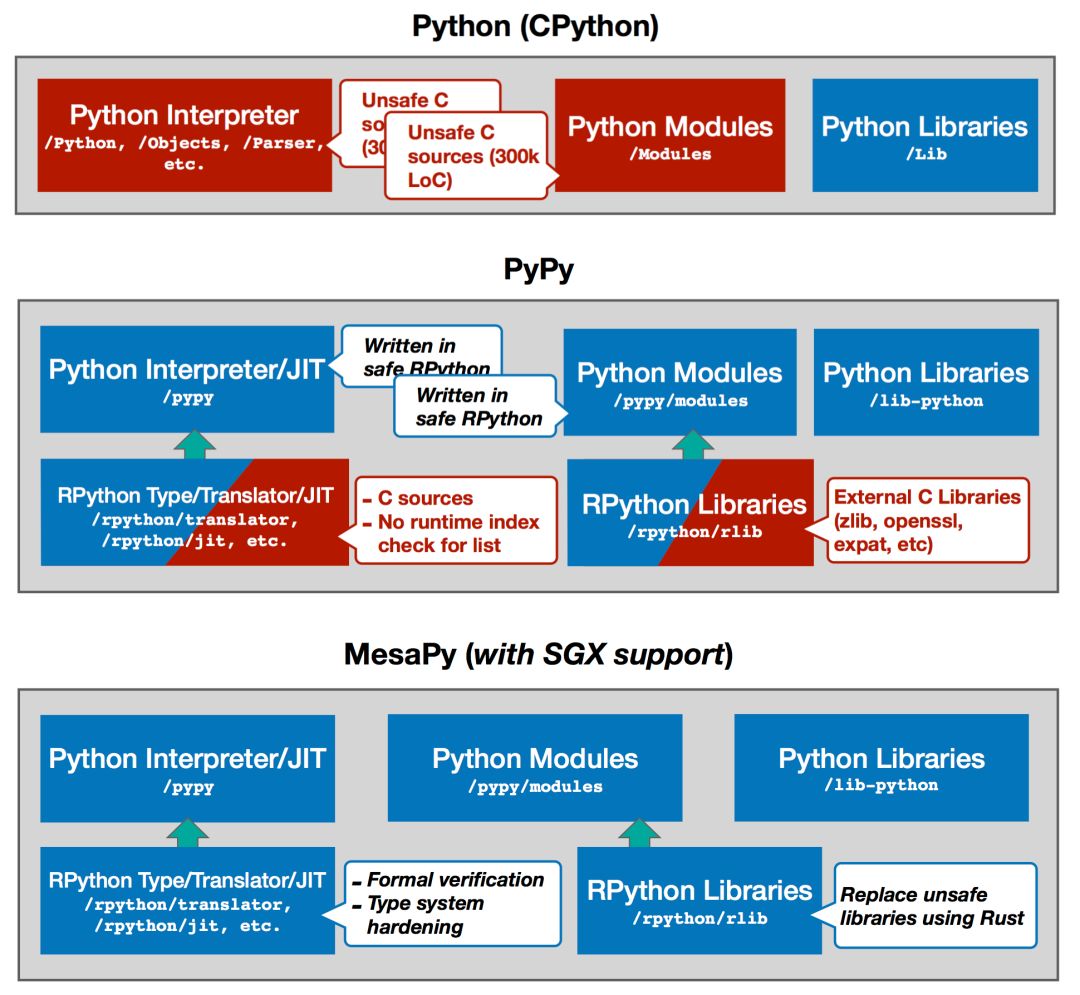 Python (CPython)
Python Interpreter
/Python, /Objects, /Parser,
etc.
Unsafe C
so
(30
Unsafe C
sources (300k
LoC)
Python Modules
/Modules
Python Libraries
/Lib
PyPy
Python Interpreter/JIT
/pypy
Written in
safe RPython
Written in
safe RPython
Python Modules
/pypy/modules
Python Libraries
/lib-python
RPython Type/Translator/JIT
/rpython/translator,
/rpython/jit, etc.
- C sources
- No runtime index
check for list
RPython Libraries
/rpython/rlib
External C Libraries
(zlib, openssl,
expat, etc)
MesaPy (with SGX support)
Python Interpreter/JIT
/pypy
Python Modules
/pypy/modules
Python Libraries
/lib-python
RPython Type/Translator/JIT
/rpython/translator,
/rpython/jit, etc.
- Formal verification
- Type system
hardening
RPython Libraries
/rpython/rlib
Replace unsafe
libraries using Rust